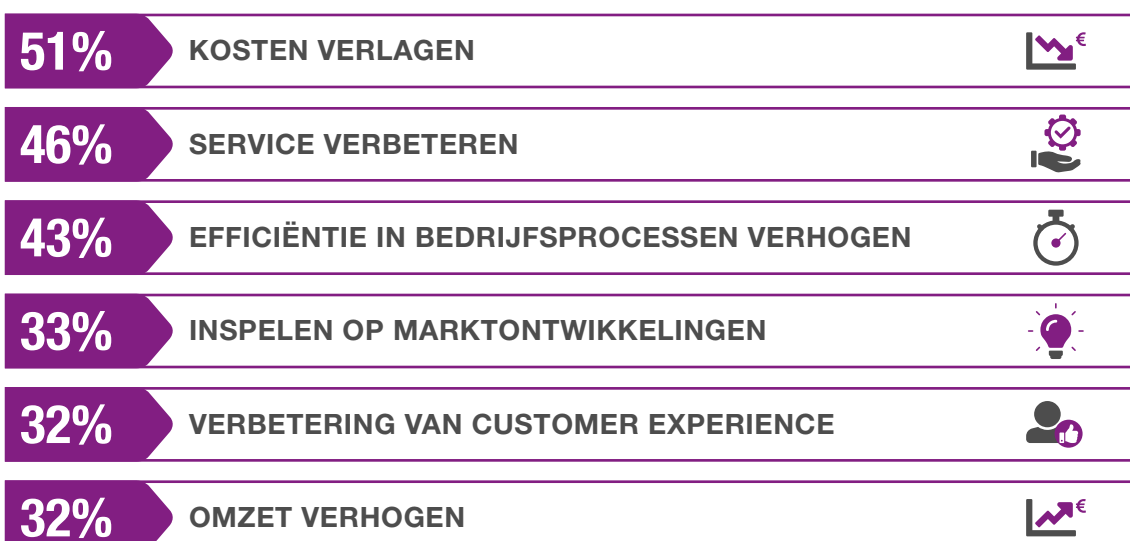 51% KOSTEN VERLAGEN €
46% SERVICE VERBETEREN
43% EFFICIËNTIE IN BEDRIJFSPROCESSEN VERHOGEN
33% INSPELEN OP MARKTONTWIKKELINGEN
32% VERBETERING VAN CUSTOMER EXPERIENCE
32% OMZET VERHOGEN €